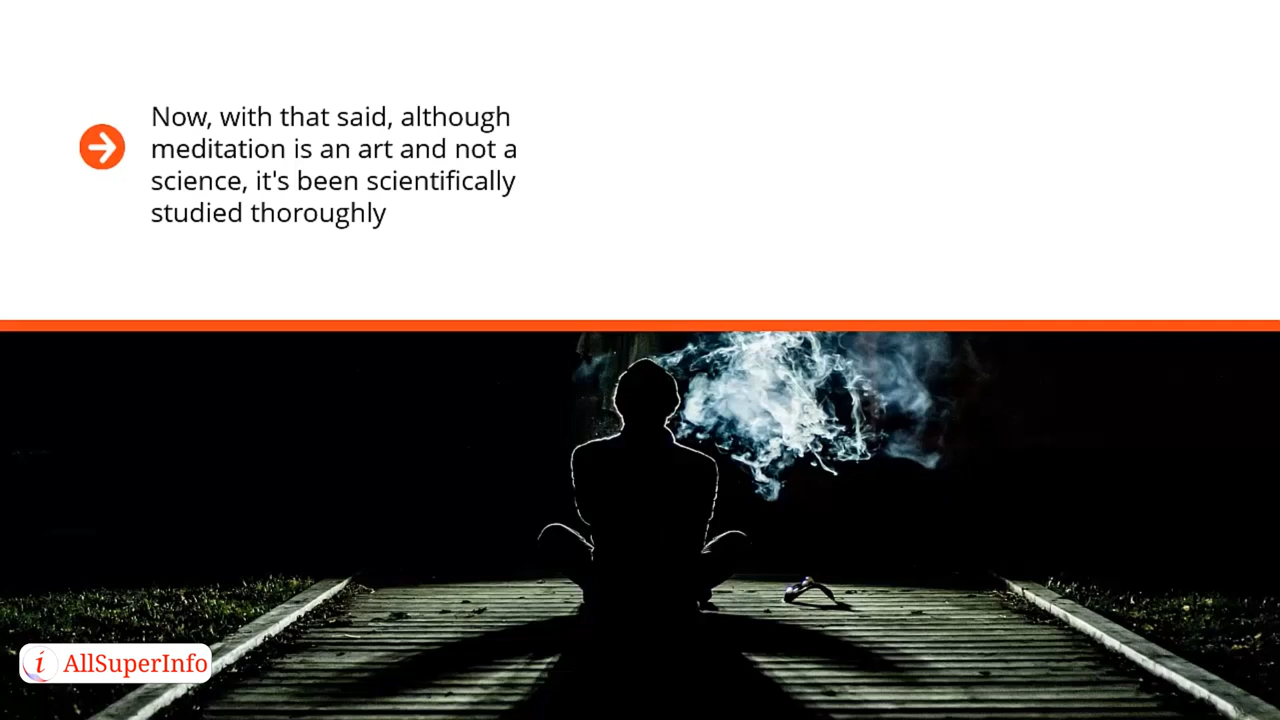 Now, with that said, although
meditation is an art and not a
science, it's been scientifically
studied thoroughly
i AllSuperInfo